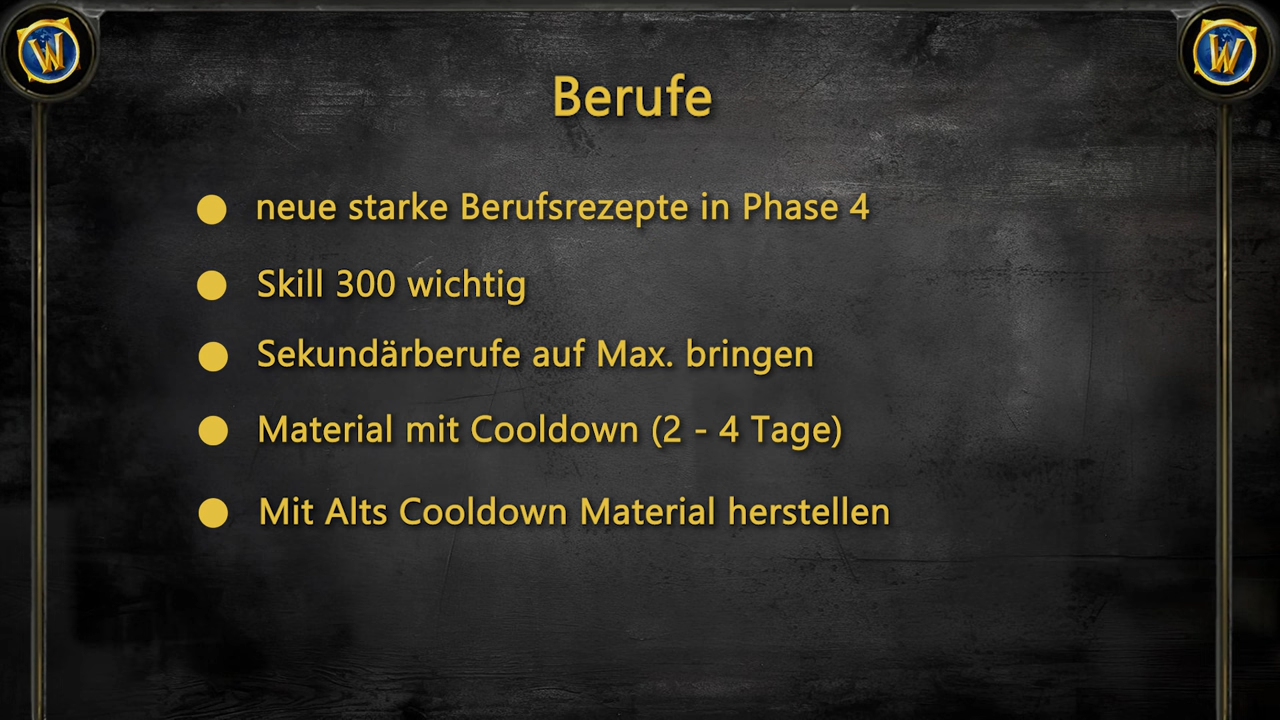 Berufe
neue starke Berufsrezepte in Phase 4
Skill 300 wichtig
Sekundärberufe auf Max. bringen
Material mit Cooldown (2 - 4 Tage)
Mit Alts Cooldown Material herstellen